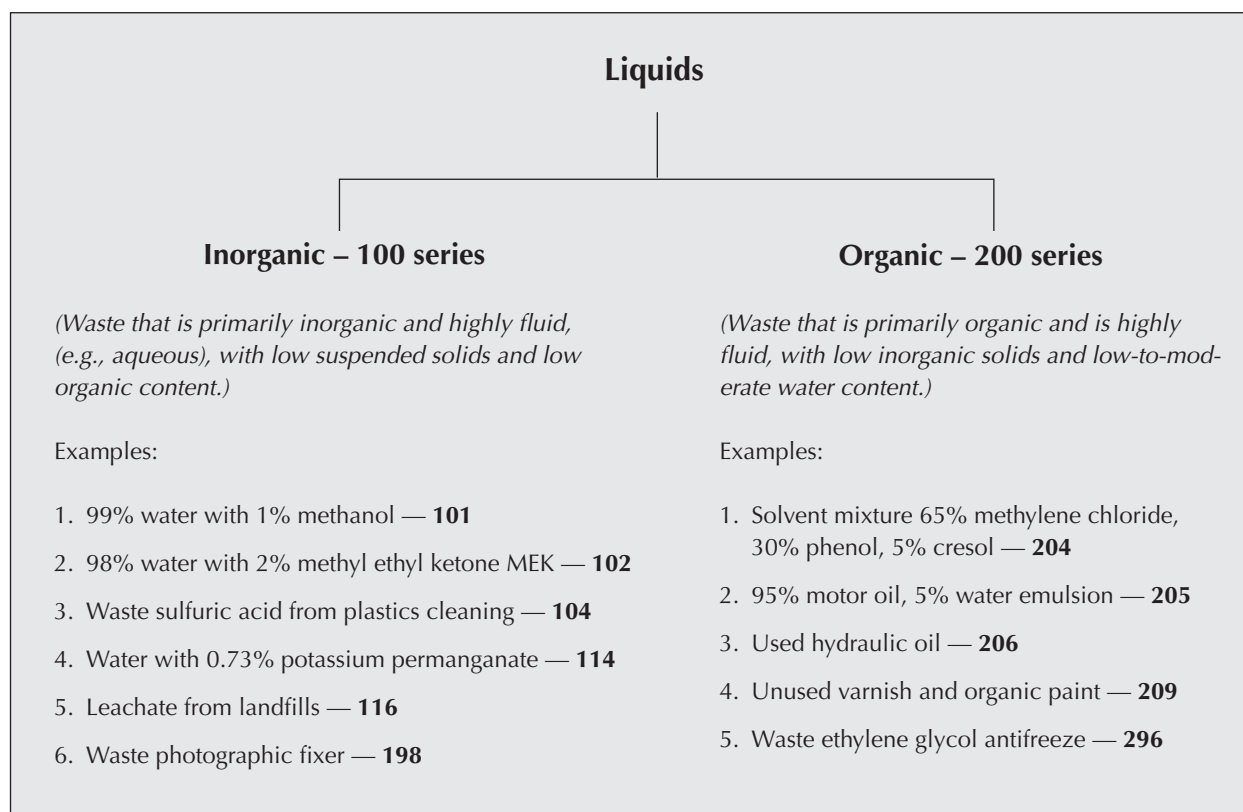 Liquids
Inorganic – 100 series
(Waste that is primarily inorganic and highly fluid,
(e.g., aqueous), with low suspended solids and low
organic content.)
Examples:
1. 99% water with 1% methanol — 101
2. 98% water with 2% methyl ethyl ketone MEK — 102
3. Waste sulfuric acid from plastics cleaning — 104
4. Water with 0.73% potassium permanganate — 114
5. Leachate from landfills — 116
6. Waste photographic fixer — 198
Organic – 200 series
(Waste that is primarily organic and is highly
fluid, with low inorganic solids and low-to-mod-
erate water content.)
Examples:
1. Solvent mixture 65% methylene chloride,
30% phenol, 5% cresol — 204
2. 95% motor oil, 5% water emulsion — 205
3. Used hydraulic oil — 206
4. Unused varnish and organic paint — 209
5. Waste ethylene glycol antifreeze — 296